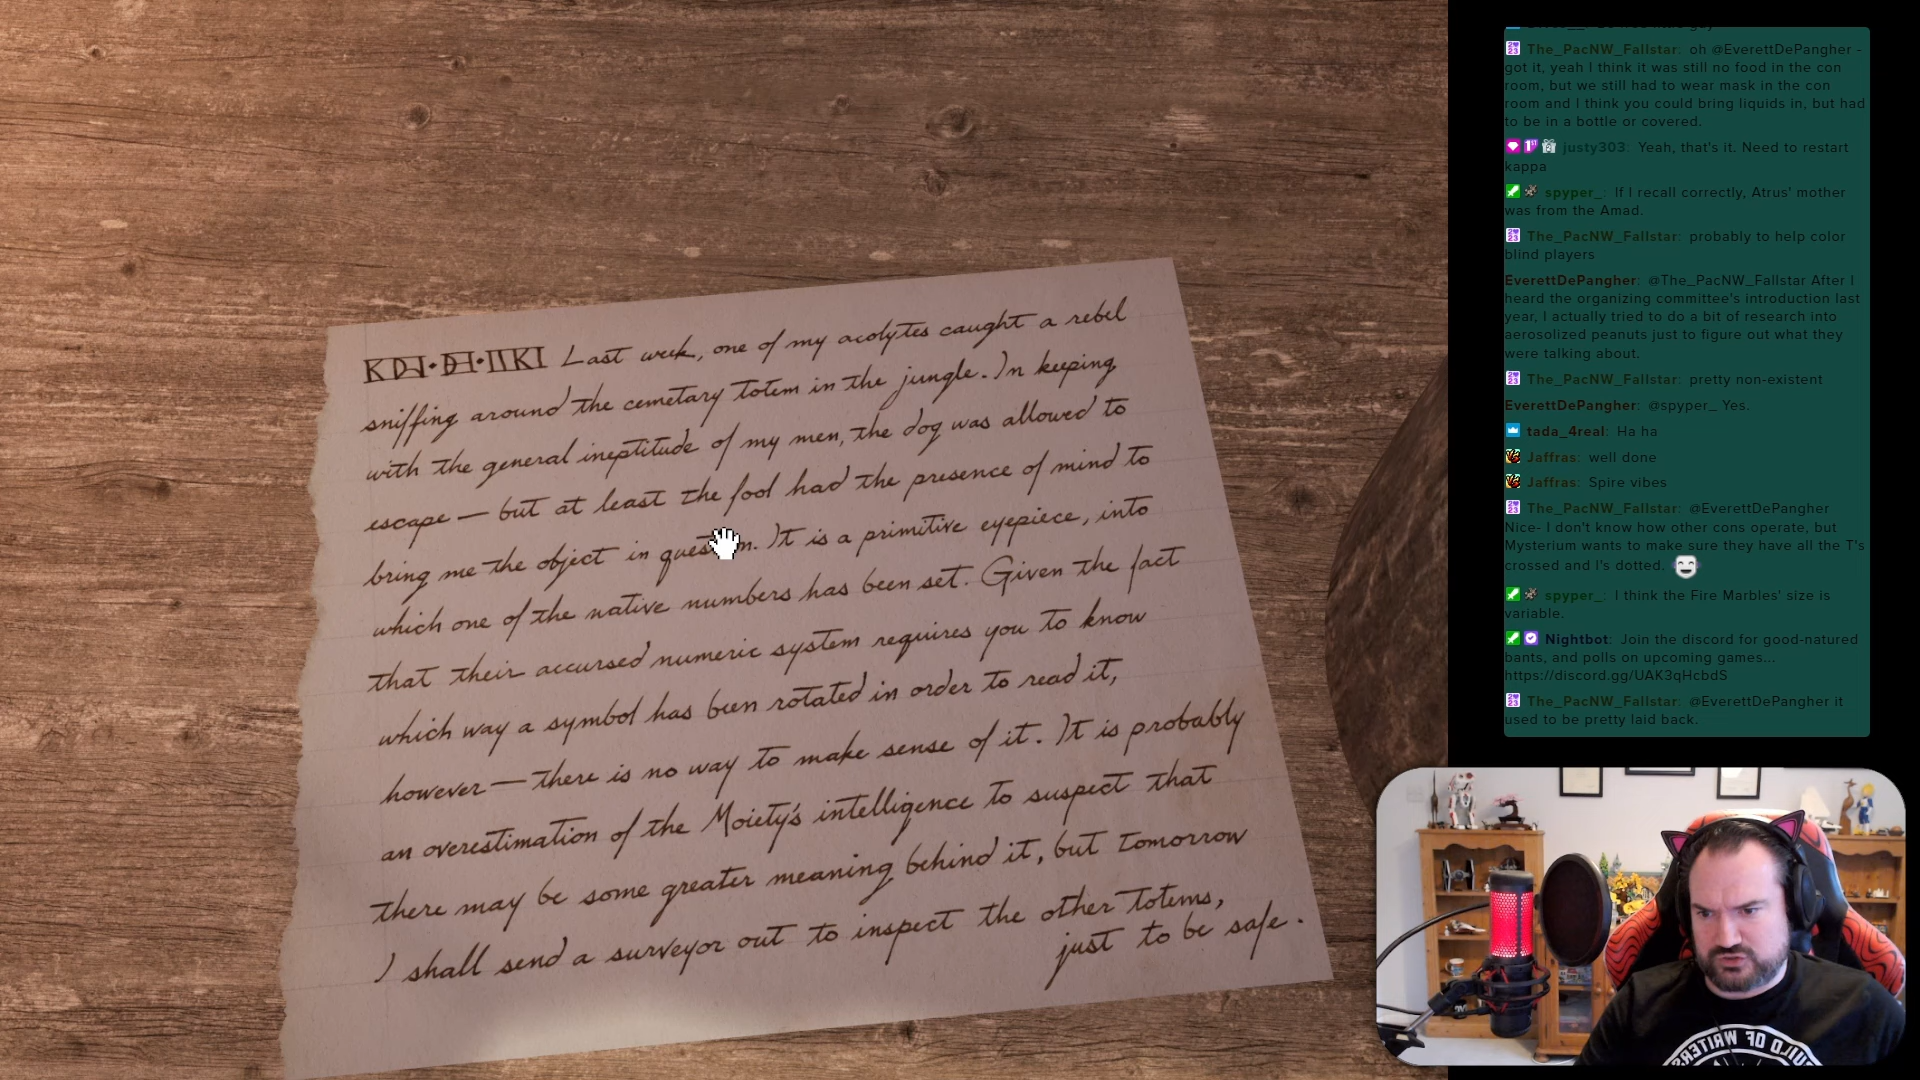 Last week, one of my acolytes caught a rebel
sniffing around the cemetary totem in the jungle. In keeping
with the general ineptitude of my men, the dog was allowed to
escape — but at least the fool had the presence of mind to
bring me the object in question. It is a primitive eyepiece, into
which one of the native numbers has been set. Given the fact
that their accursed numeric system requires you to know
which way a symbol has been rotated in order to read it,
however — there is no way to make sense of it. It is probably
an overestimation of the Moiety's intelligence to suspect that
there may be some greater meaning behind it, but tomorrow
I shall send a surveyor out to inspect the other totems,
just to be safe.
The_PacNW_Fallstar: oh @EverettDePangher -
got it, yeah I think it was still no food in the con
room, but we still had to wear mask in the con
room and I think you could bring liquids in, but had
to be in a bottle or covered.
justy303: Yeah, that's it. Need to restart
kappa
spyper_: If I recall correctly, Atrus' mother
was from the Amad.
The_PacNW_Fallstar: probably to help color
blind players
EverettDePangher: @The_PacNW_Fallstar After I
heard the organizing committee's introduction last
year, I actually tried to do a bit of research into
aerosolized peanuts just to figure out what they
were talking about.
The_PacNW_Fallstar: pretty non-existent
EverettDePangher: @spyper_ Yes.
tada_4real: Ha ha
Jaffras: well done
Jaffras: Spire vibes
The_PacNW_Fallstar: @EverettDePangher
Nice- I don't know how other cons operate, but
Mysterium wants to make sure they have all the T's
crossed and I's dotted.
spyper_: I think the Fire Marbles' size is
variable.
Nightbot: Join the discord for good-natured
bants, and polls on upcoming games...
https://discord.gg/UAK3qHcbdS
The_PacNW_Fallstar: @EverettDePangher it
used to be pretty laid back.
GUILD OF WRITERS